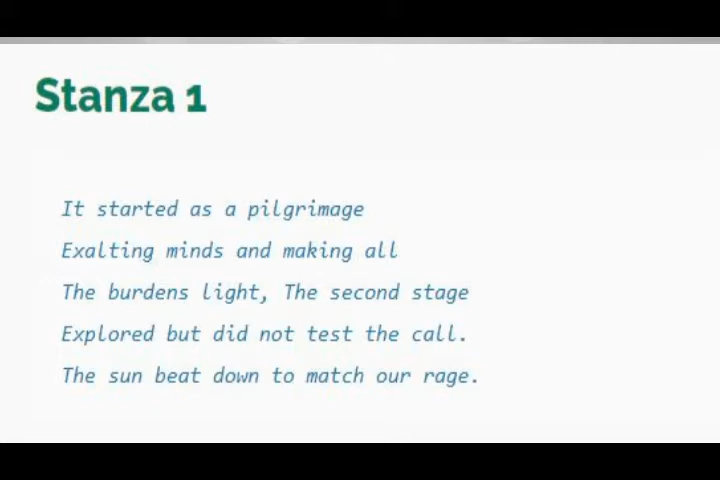 Stanza 1
It started as a pilgrimage
Exalting minds and making all
The burdens light, The second stage
Explored but did not test the call.
The sun beat down to match our rage.